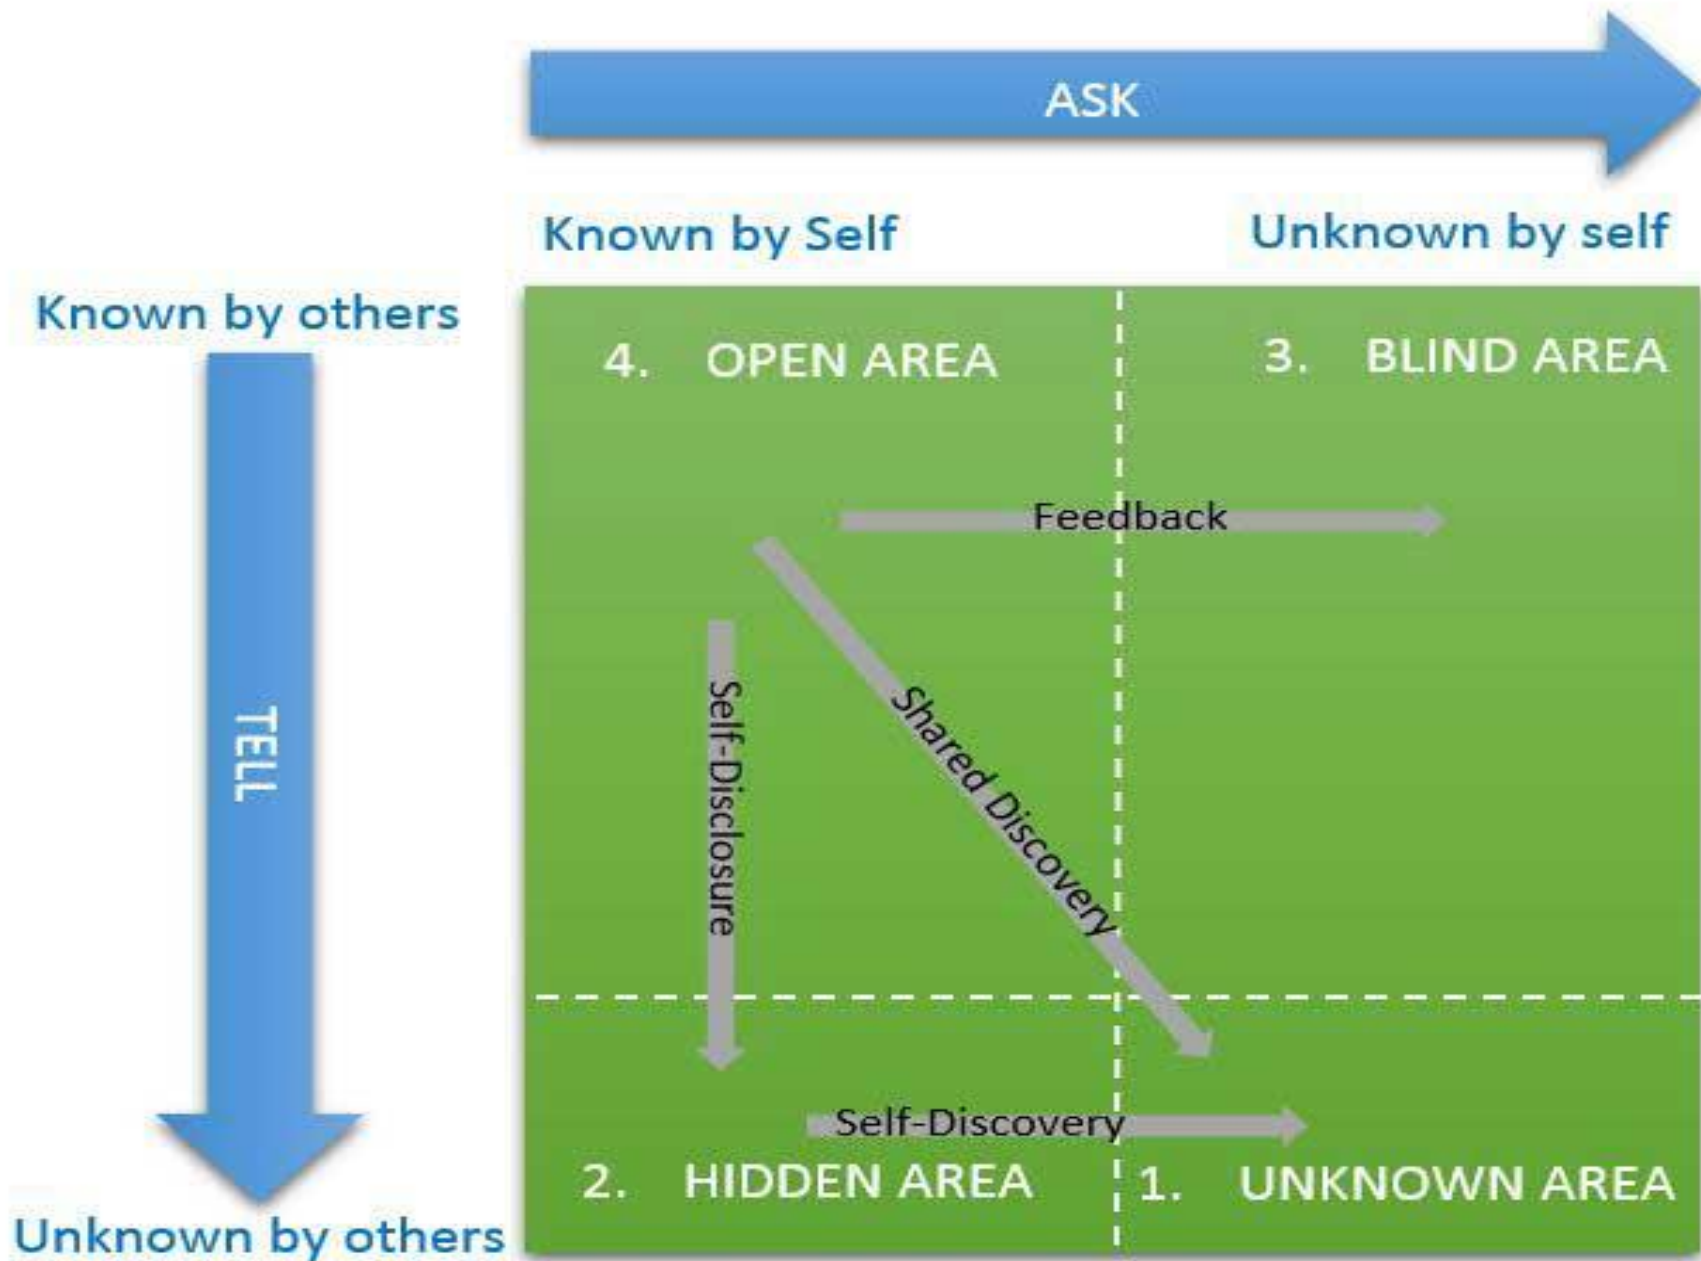 ASK
Known by Self
Unknown by self
Known by others
4. OPEN AREA
3. BLIND AREA
Feedback
TELL
Self-Disclosure
Shared Discovery
Self-Discovery
2. HIDDEN AREA
1. UNKNOWN AREA
Unknown by others